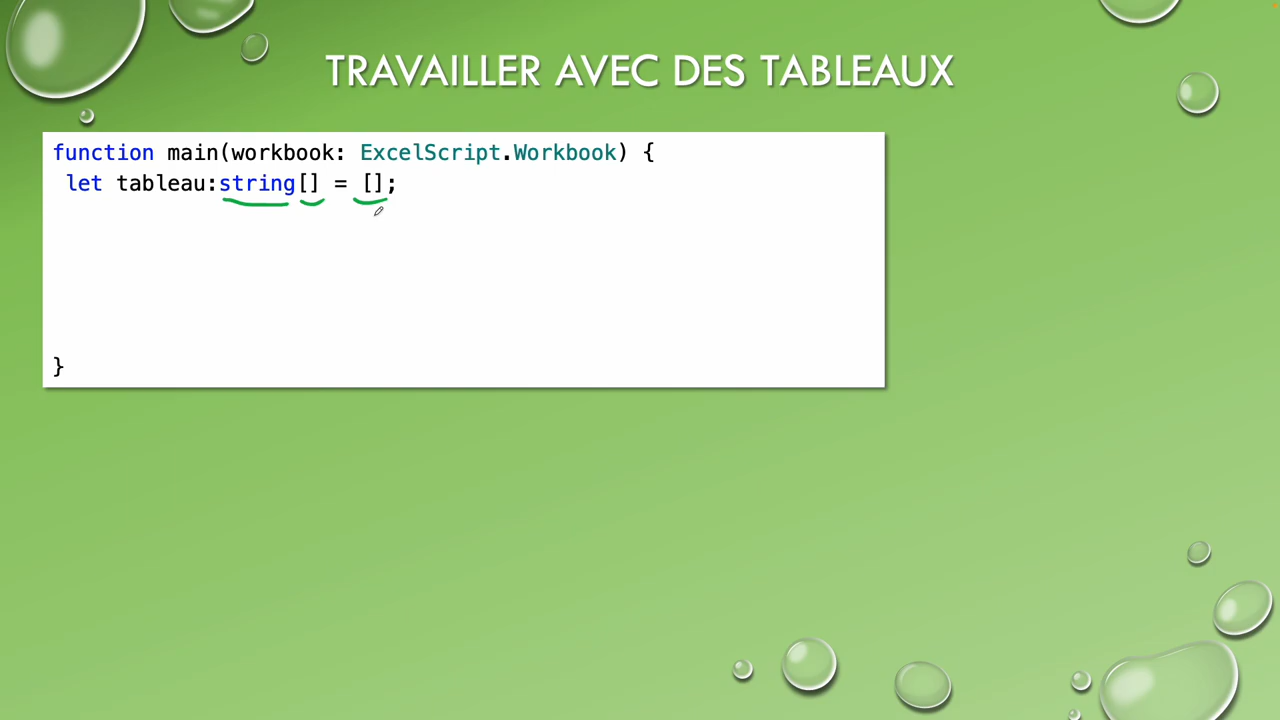 TRAVAILLER AVEC DES TABLEAUX
function main(workbook: ExcelScript.Workbook) {
let tableau:string[] = [];
}